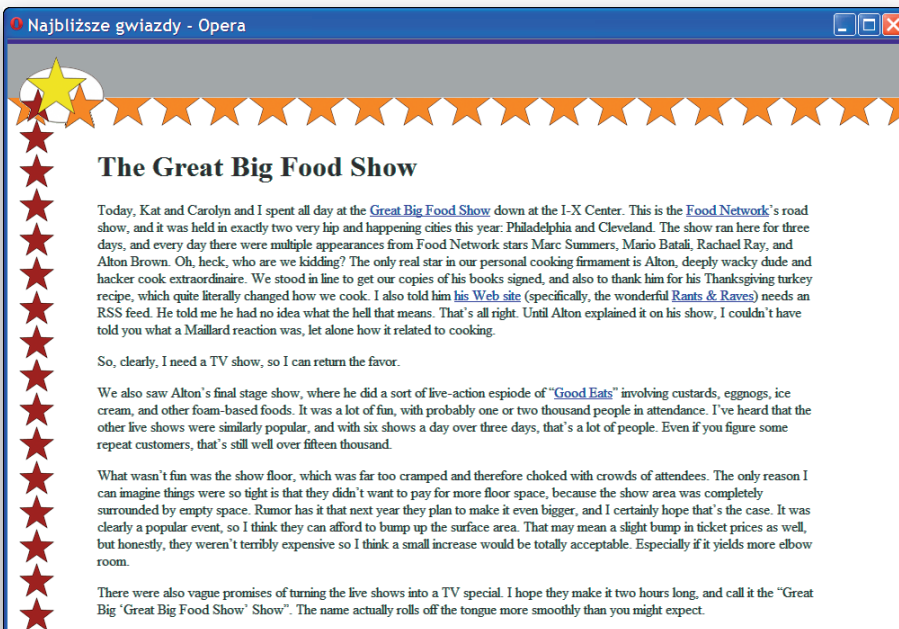 Najbliższe gwiazdy - Opera
The Great Big Food Show
Today, Kat and Carolyn and I spent all day at the Great Big Food Show down at the I-X Center. This is the Food Network's road
show, and it was held in exactly two very hip and happening cities this year: Philadelphia and Cleveland. The show ran here for three
days, and every day there were multiple appearances from Food Network stars Marc Summers, Mario Batali, Rachael Ray, and
Alton Brown. Oh, heck, who are we kidding? The only real star in our personal cooking firmament is Alton, deeply wacky dude and
hacker cook extraordinaire. We stood in line to get our copies of his books signed, and also to thank him for his Thanksgiving turkey
recipe, which quite literally changed how we cook. I also told him his Web site (specifically, the wonderful Rants & Raves) needs an
RSS feed. He told me he had no idea what the hell that means. That's all right. Until Alton explained it on his show, I couldn't have
told you what a Maillard reaction was, let alone how it related to cooking.
So, clearly, I need a TV show, so I can return the favor.
We also saw Alton's final stage show, where he did a sort of live-action espiode of “Good Eats” involving custards, eggnogs, ice
cream, and other foam-based foods. It was a lot of fun, with probably one or two thousand people in attendance. I've heard that the
other live shows were similarly popular, and with six shows a day over three days, that's a lot of people. Even if you figure some
repeat customers, that's still well over fifteen thousand.
What wasn't fun was the show floor, which was far too cramped and therefore choked with crowds of attendees. The only reason I
can imagine things were so tight is that they didn't want to pay for more floor space, because the show area was completely
surrounded by empty space. Rumor has it that next year they plan to make it even bigger, and I certainly hope that's the case. It was
clearly a popular event, so I think they can afford to bump up the surface area. That may mean a slight bump in ticket prices as well,
but honestly, they weren't terribly expensive so I think a small increase would be totally acceptable. Especially if it yields more elbow
room.
There were also vague promises of turning the live shows into a TV special. I hope they make it two hours long, and call it the “Great
Big ‘Great Big Food Show’ Show”. The name actually rolls off the tongue more smoothly than you might expect.